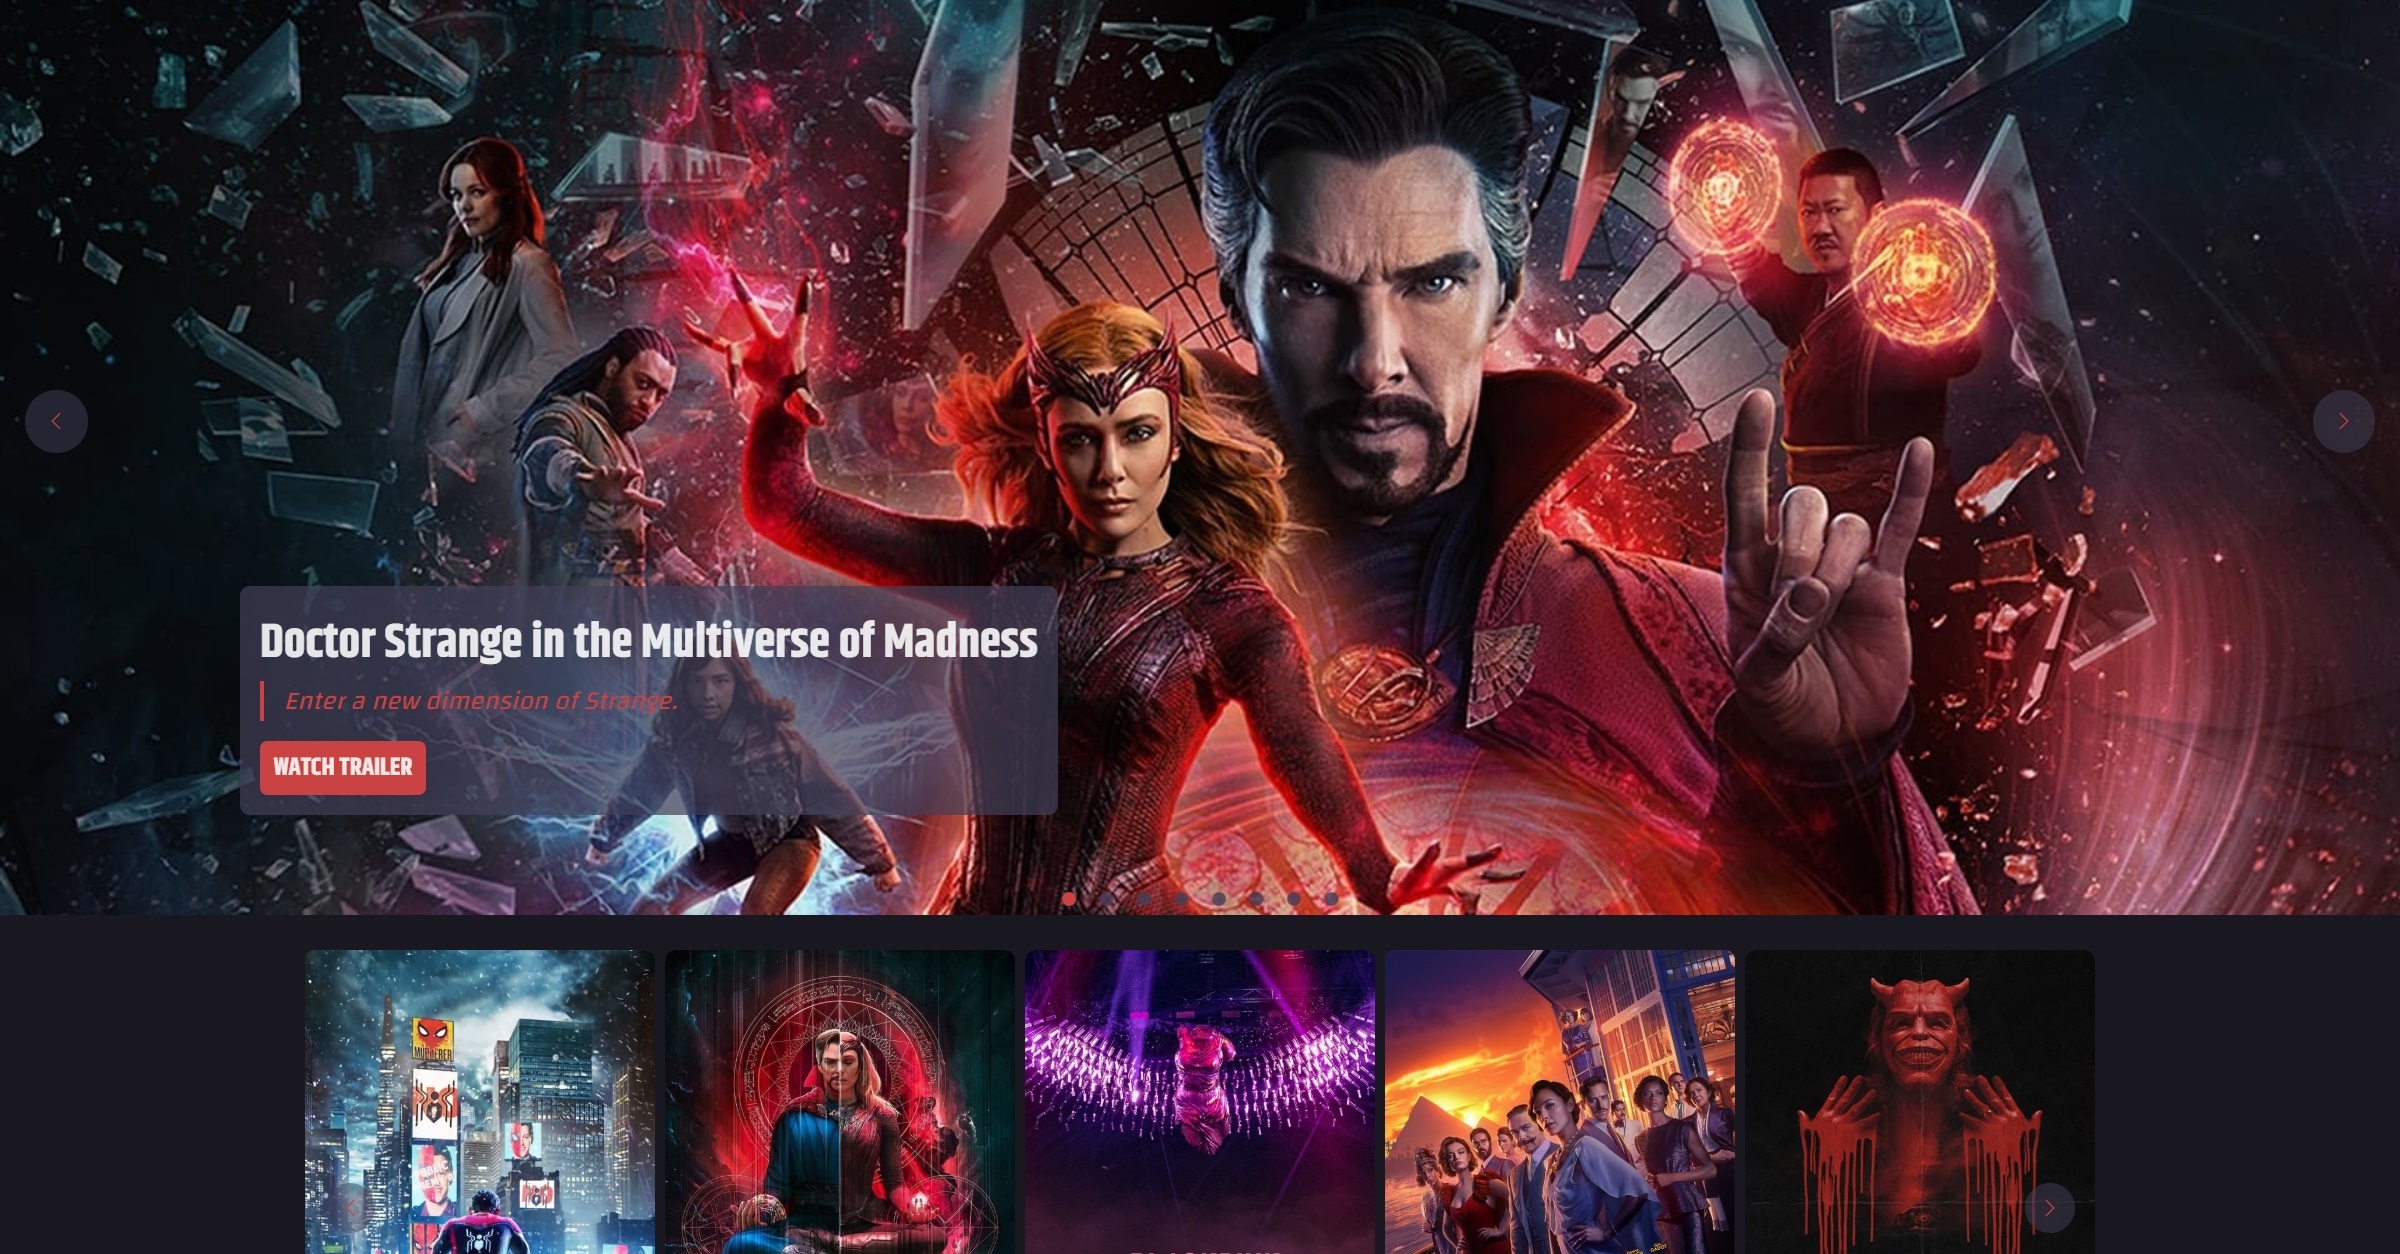 Doctor Strange in the Multiverse of Madness
Enter a new dimension of Strange.
WATCH TRAILER